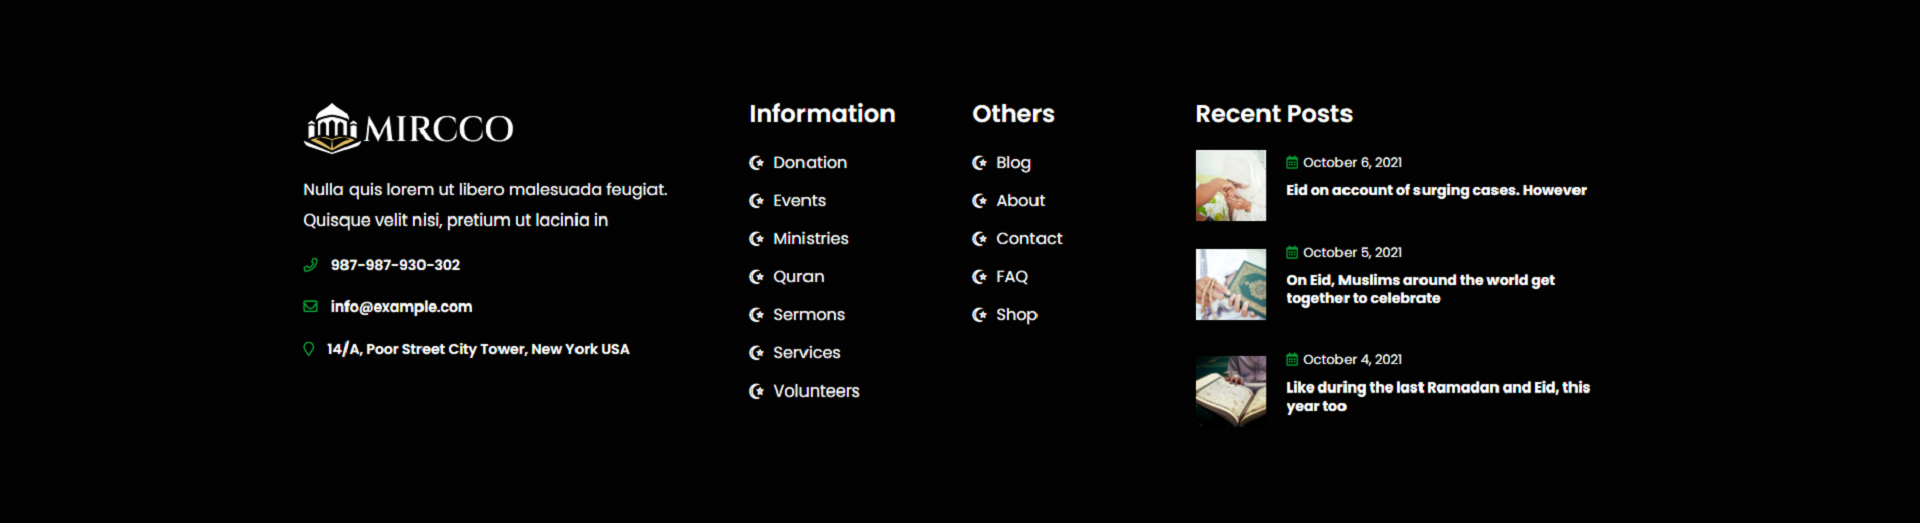 MIRCCO
Nulla quis lorem ut libero malesuada feugiat.
Quisque velit nisi, pretium ut lacinia in
987-987-930-302
info@example.com
14/A, Poor Street City Tower, New York USA
Information
Donation
Events
Ministries
Quran
Sermons
Services
Volunteers
Others
Blog
About
Contact
FAQ
Shop
Recent Posts
October 6, 2021
Eid on account of surging cases. However
October 5, 2021
On Eid, Muslims around the world get
together to celebrate
October 4, 2021
Like during the last Ramadan and Eid, this
year too